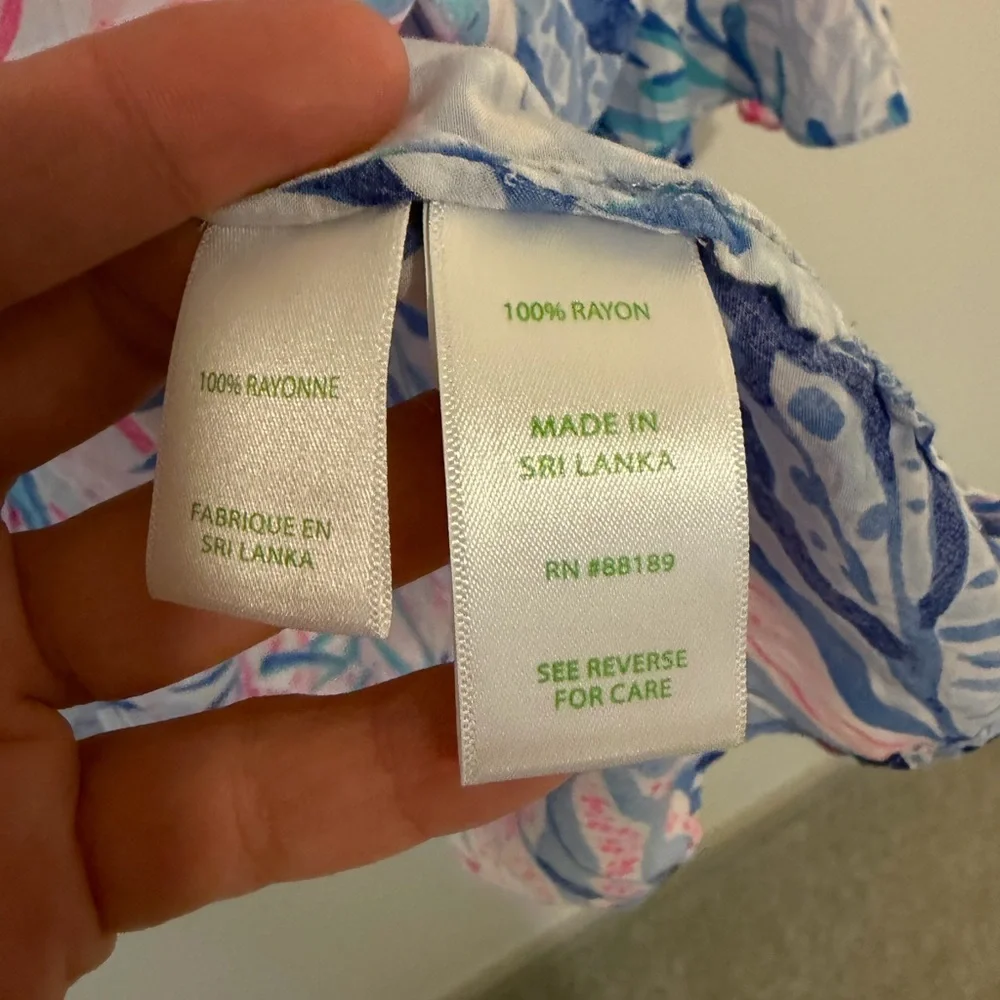 100% RAYONNE
FABRIQUE EN
SRI LANKA
100% RAYON
MADE IN
SRI LANKA
RN #88189
SEE REVERSE
FOR CARE